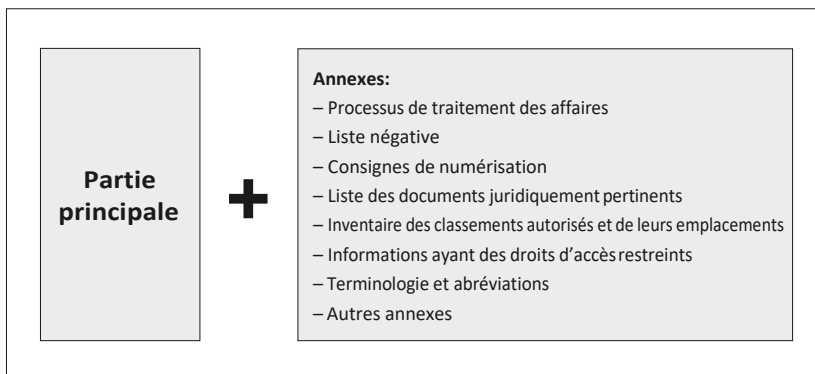 Partie
principale
+
Annexes:
– Processus de traitement des affaires
– Liste négative
– Consignes de numérisation
– Liste des documents juridiquement pertinents
– Inventaire des classements autorisés et de leurs emplacements
– Informations ayant des droits d’accès restreints
– Terminologie et abréviations
– Autres annexes